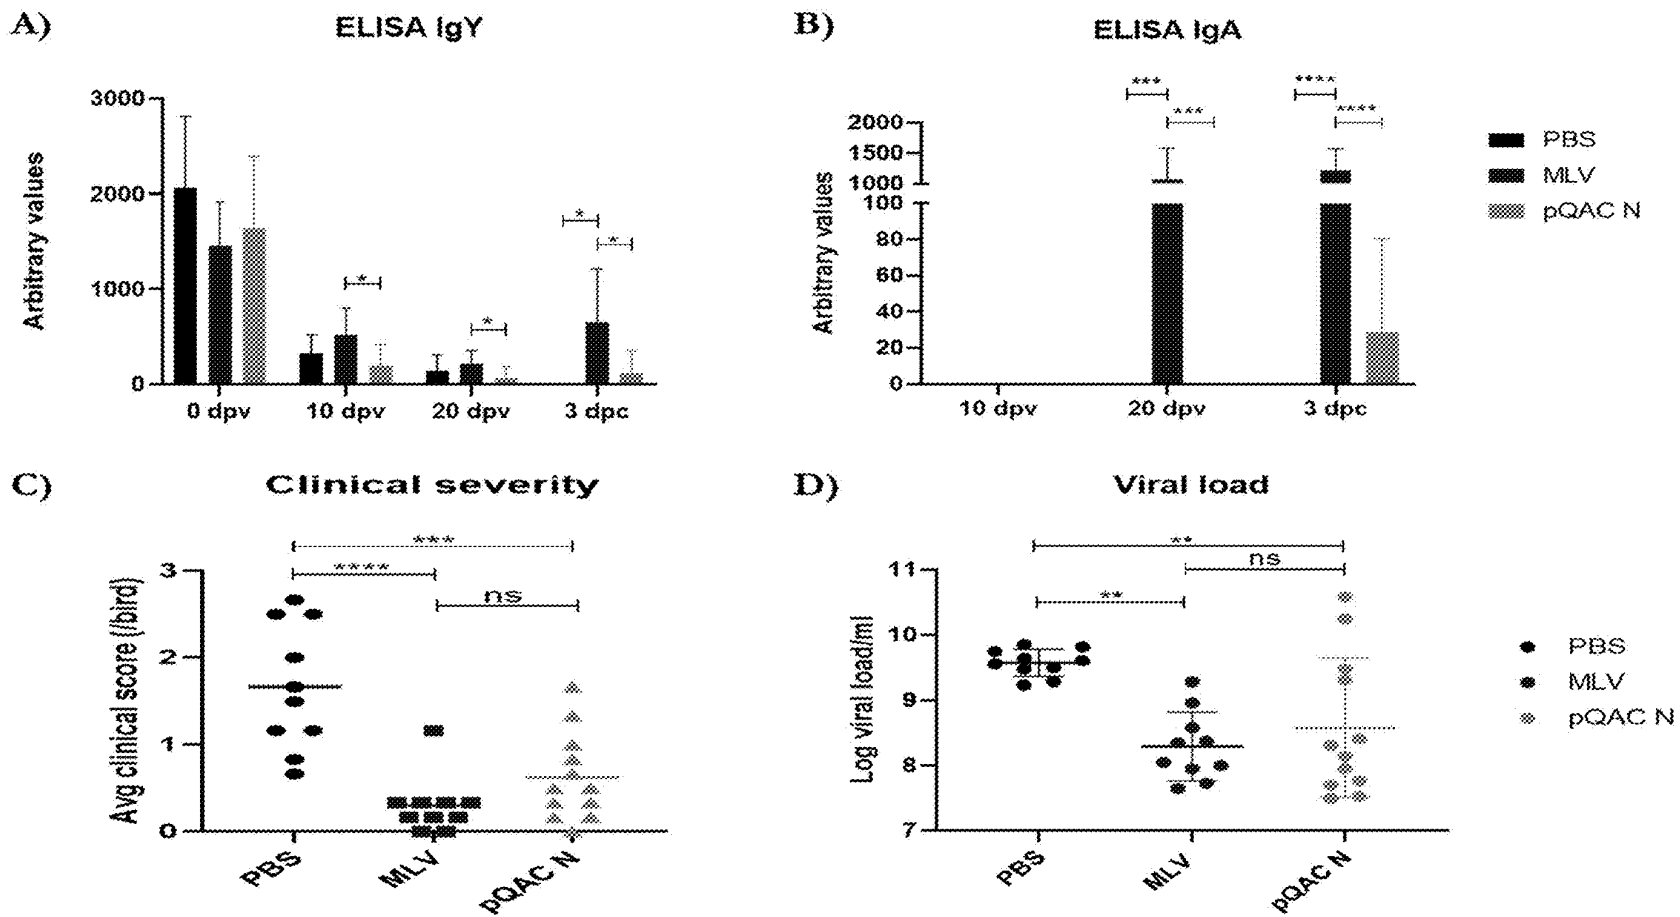 A)
ELISA IgY
Arbitrary values
3000
2000
1000
0
*
*
*
*
0 dpv
10 dpv
20 dpv
3 dpc
B)
ELISA IgA
Arbitrary values
2000
1500
1000
100
80
60
40
20
0
***
***
****
****
10 dpv
20 dpv
3 dpc
PBS
MLV
pQAC N
C)
Clinical severity
Avg clinical score (/bird)
3
2
1
0
***
****
ns
PBS
MLV
pQAC N
D)
Viral load
Log viral load/ml
11
10
9
8
7
**
ns
**
PBS
MLV
pQAC N
PBS
MLV
pQAC N